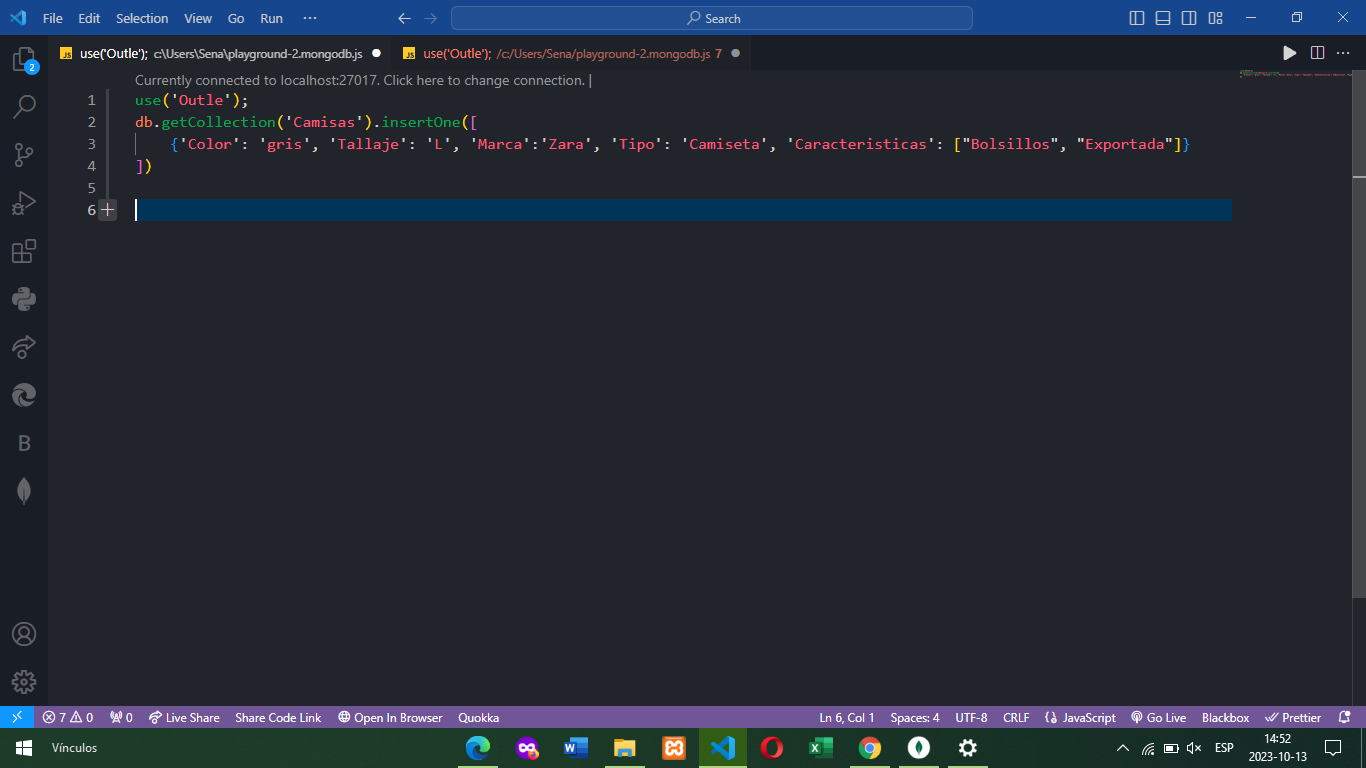 File Edit Selection View Go Run ··· Search
use('Outle'); c\Users\Sena\playground-2.mongodb.js use('Outle'); /c:/Users/Sena/playground-2.mongodb.js 7
Currently connected to localhost:27017. Click here to change connection. |
1 use('Outle');
2 db.getCollection('Camisas').insertOne([
3 {'Color': 'gris', 'Tallaje': 'L', 'Marca':'Zara', 'Tipo': 'Camiseta', 'Caracteristicas': ["Bolsillos", "Exportada"]}
4 ])
5
6
2
B
7 0 0 Live Share Share Code Link Open In Browser Quokka Ln 6, Col 1 Spaces: 4 UTF-8 CRLF JavaScript Go Live Blackbox Prettier
Vínculos ESP 14:52
2023-10-13